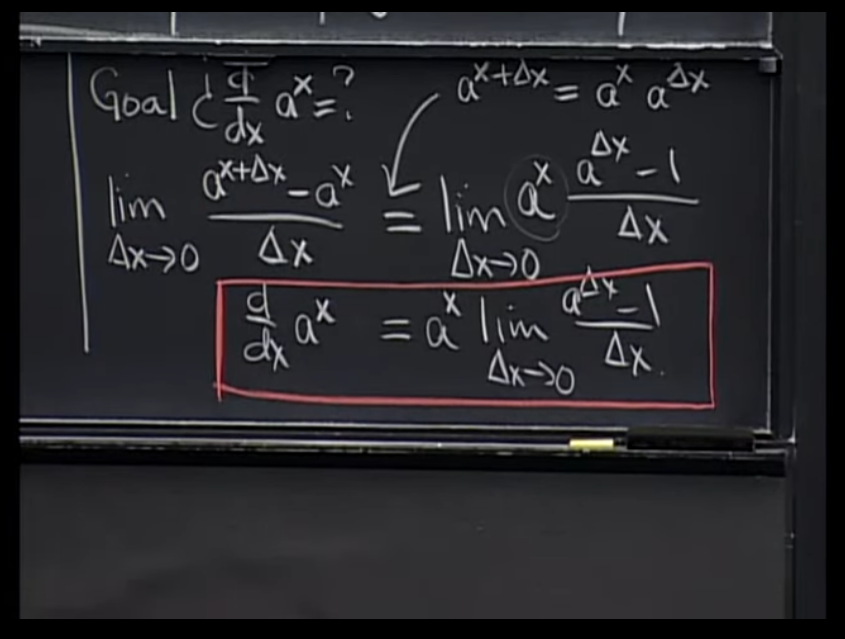 Goal ¿ d/dx a^x = ?
a^(x+Δx) = a^x a^(Δx)
lim Δx→0 (a^(x+Δx) - a^x)/Δx = lim Δx→0 a^x (a^(Δx) - 1)/Δx
d/dx a^x = a^x lim Δx→0 (a^(Δx) - 1)/Δx.